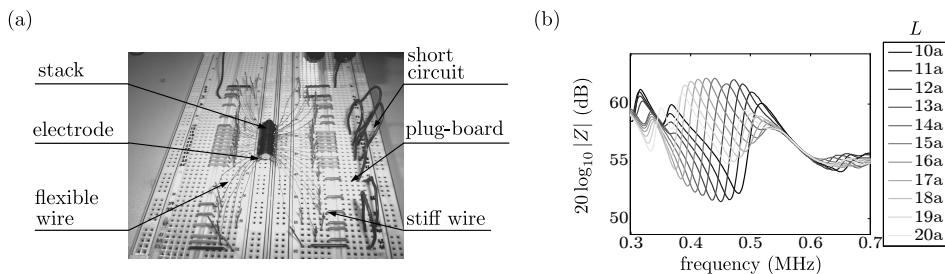 (a)
stack
electrode
flexible
wire
short
circuit
plug-board
stiff wire
(b)
20 log10 |Z| (dB)
60
55
50
0.3 0.4 0.5 0.6 0.7
frequency (MHz)
L
10a
11a
12a
13a
14a
15a
16a
17a
18a
19a
20a